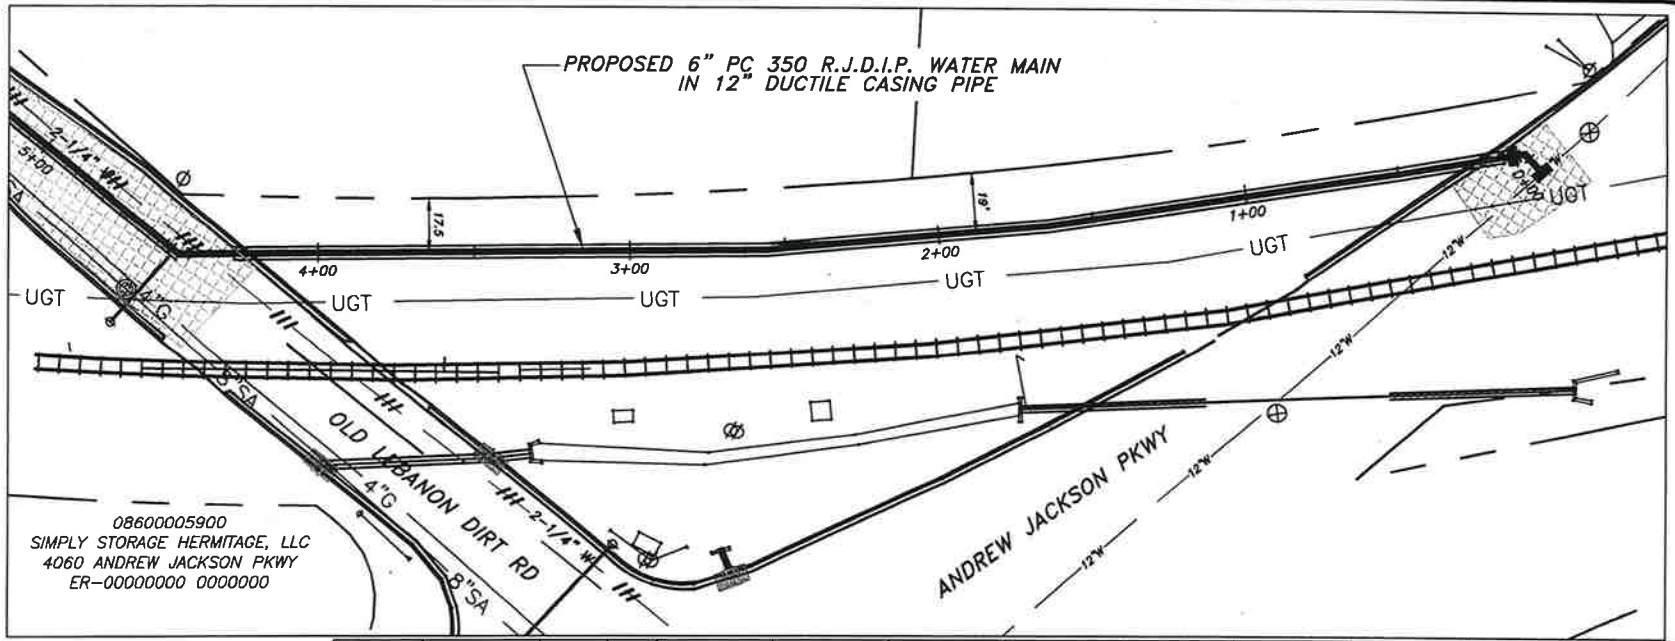 PROPOSED 6" PC 350 R.J.D.I.P. WATER MAIN
IN 12" DUCTILE CASING PIPE
2-1/4" W
5+00
SA
17.5
19'
0+00
1+00
2+00
3+00
4+00
UGT
UGT
UGT
UGT
UGT
UGT
4"G
12"W
12"W
12"W
12"W
12"W
8"SA
OLD LEBANON DIRT RD
4"G
2-1/4" W
8"SA
ANDREW JACKSON PKWY
08600005900
SIMPLY STORAGE HERMITAGE, LLC
4060 ANDREW JACKSON PKWY
ER-00000000 0000000